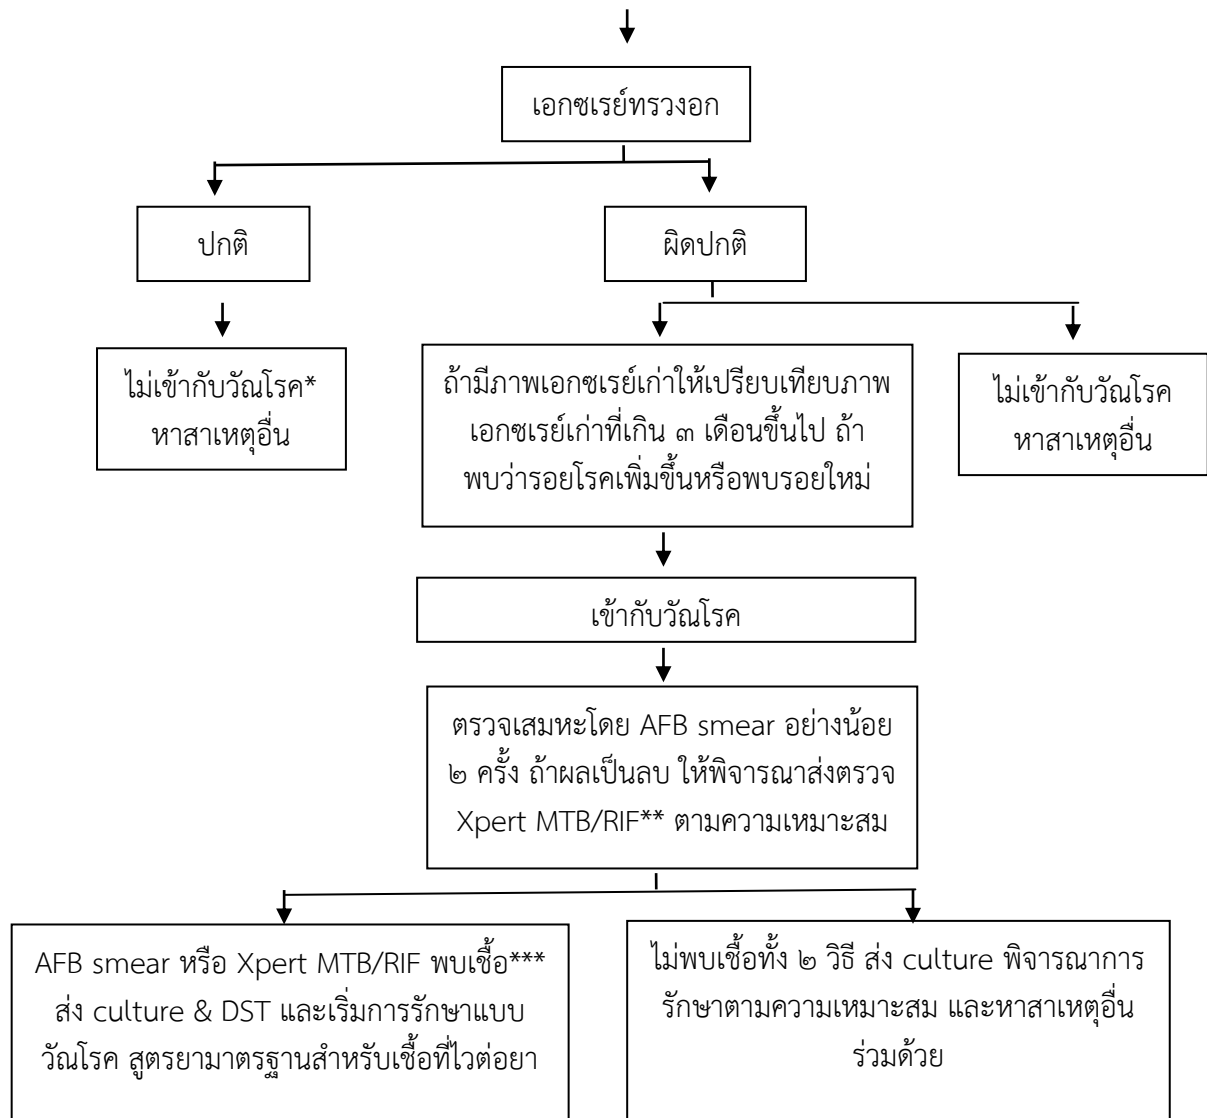 เอกซเรย์ทรวงอก
ปกติ
ผิดปกติ
ไม่เข้ากับวัณโรค*
หาสาเหตุอื่น
ถ้ามีภาพเอกซเรย์เก่าให้เปรียบเทียบภาพ
เอกซเรย์เก่าที่เกิน ๓ เดือนขึ้นไป ถ้า
พบว่ารอยโรคเพิ่มขึ้นหรือพบรอยใหม่
ไม่เข้ากับวัณโรค
หาสาเหตุอื่น
เข้ากับวัณโรค
ตรวจเสมหะโดย AFB smear อย่างน้อย
๒ ครั้ง ถ้าผลเป็นลบ ให้พิจารณาส่งตรวจ
Xpert MTB/RIF** ตามความเหมาะสม
AFB smear หรือ Xpert MTB/RIF พบเชื้อ***
ส่ง culture & DST และเริ่มการรักษาแบบ
วัณโรค สูตรยามาตรฐานสำหรับเชื้อที่ไวต่อยา
ไม่พบเชื้อทั้ง ๒ วิธี ส่ง culture พิจารณาการ
รักษาตามความเหมาะสม และหาสาเหตุอื่น
ร่วมด้วย